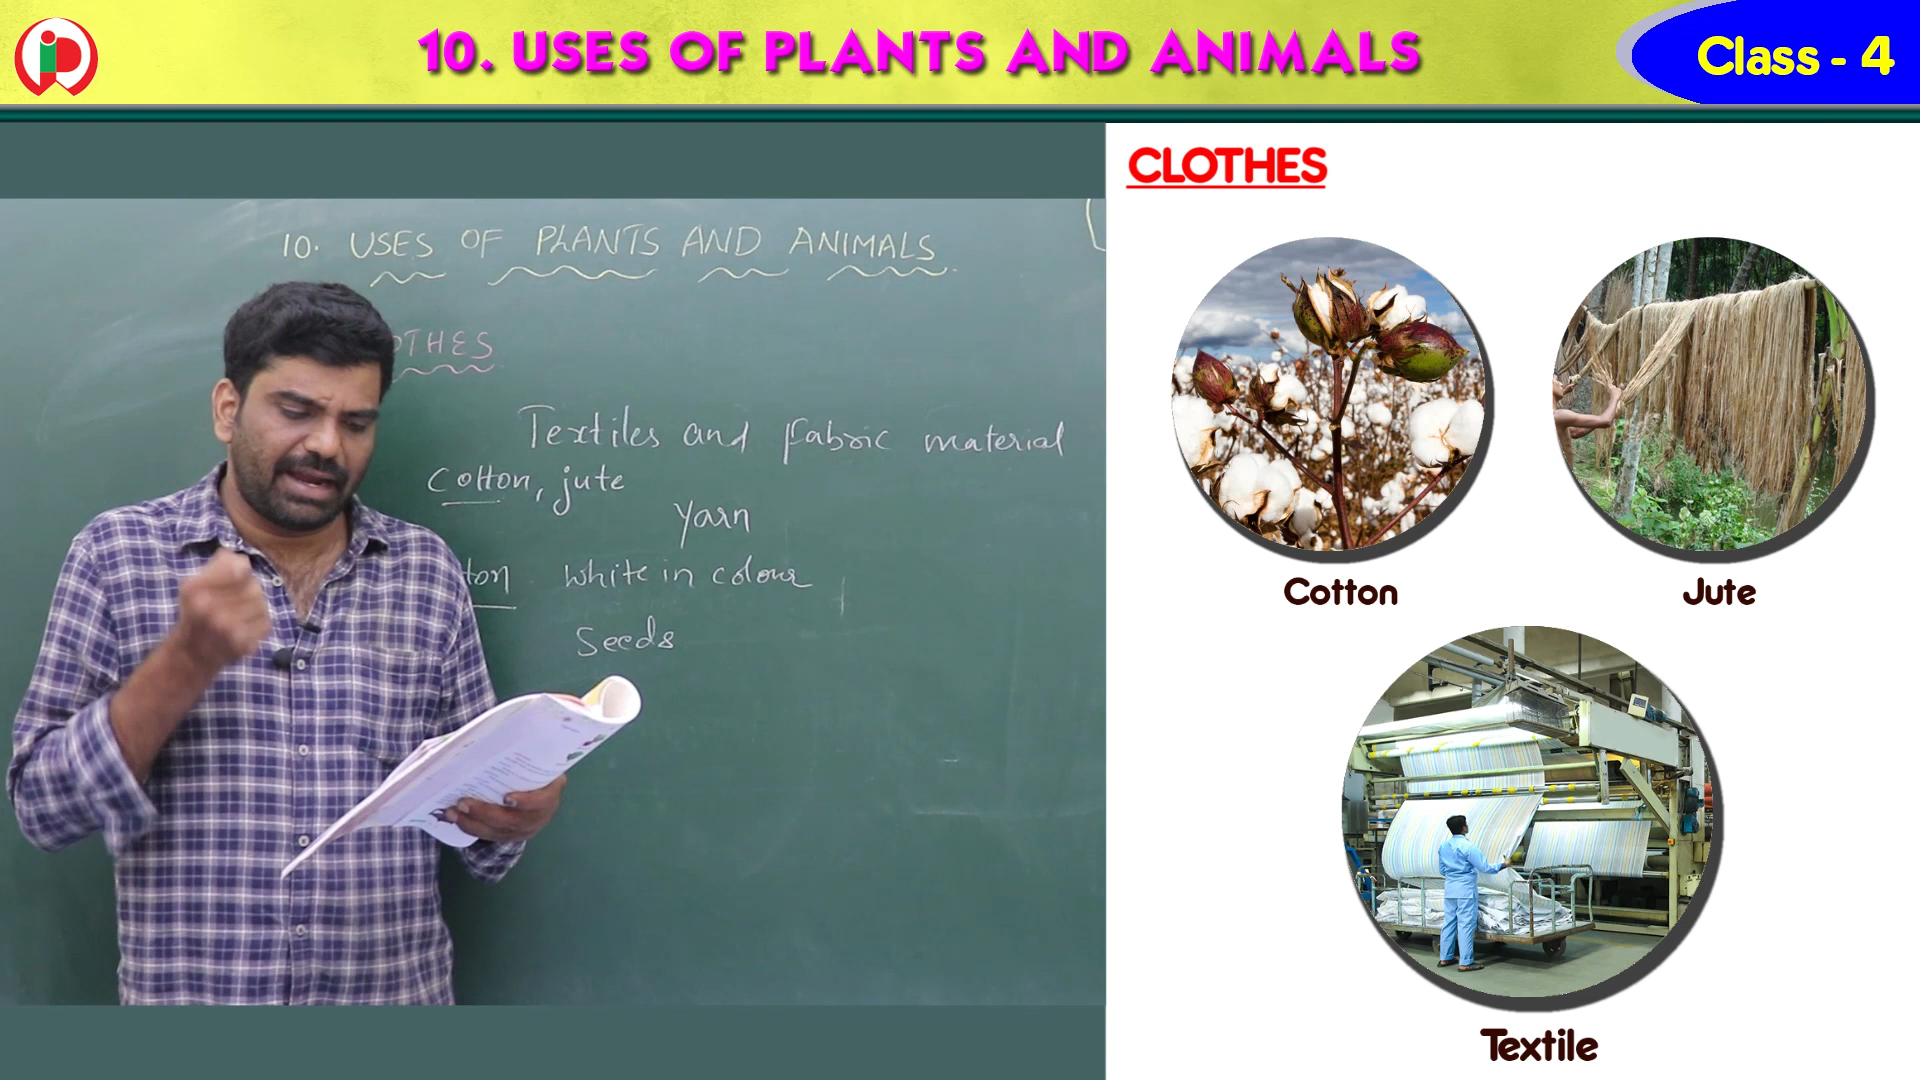 10. USES OF PLANTS AND ANIMALS
Class - 4
10. USES OF PLANTS AND ANIMALS
OTHES
Textiles and fabric material
Cotton, jute
Yarn
ton white in colour
Seeds
CLOTHES
Cotton
Jute
Textile